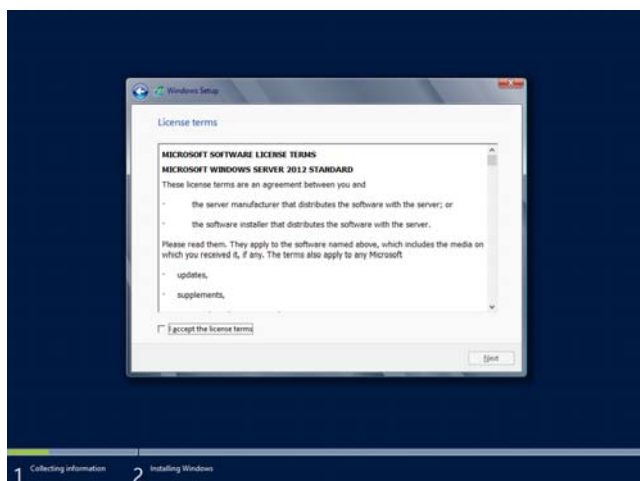 Windows Setup
License terms
MICROSOFT SOFTWARE LICENSE TERMS
MICROSOFT WINDOWS SERVER 2012 STANDARD
These license terms are an agreement between you and
· the server manufacturer that distributes the software with the server; or
· the software installer that distributes the software with the server.
Please read them. They apply to the software named above, which includes the media on
which you received it, if any. The terms also apply to any Microsoft
· updates,
· supplements,
I accept the license terms
Next
1 Collecting information 2 Installing Windows